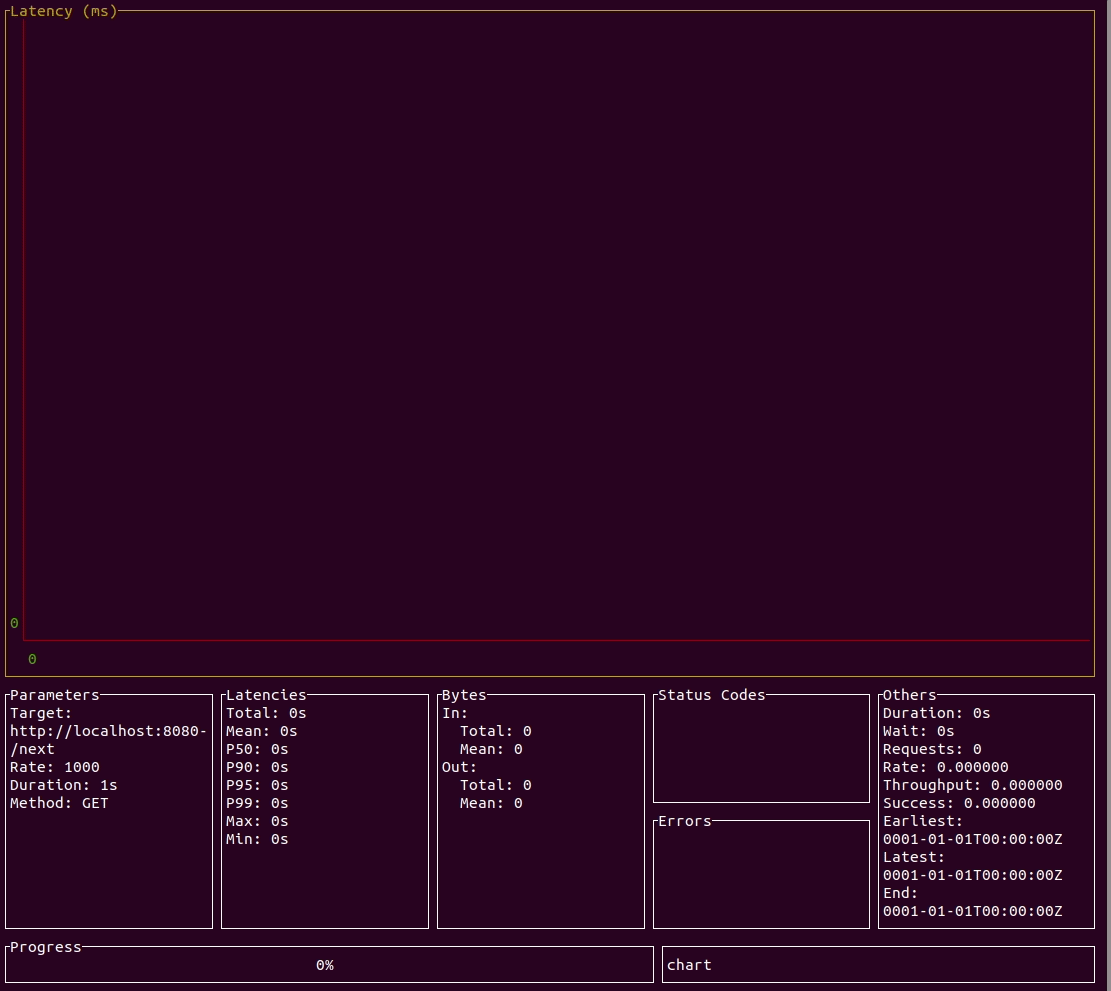 Latency (ms)
0
0
Parameters
Target:
http://localhost:8080-
/next
Rate: 1000
Duration: 1s
Method: GET
Latencies
Total: 0s
Mean: 0s
P50: 0s
P90: 0s
P95: 0s
P99: 0s
Max: 0s
Min: 0s
Bytes
In:
Total: 0
Mean: 0
Out:
Total: 0
Mean: 0
Status Codes
Errors
Others
Duration: 0s
Wait: 0s
Requests: 0
Rate: 0.000000
Throughput: 0.000000
Success: 0.000000
Earliest:
0001-01-01T00:00:00Z
Latest:
0001-01-01T00:00:00Z
End:
0001-01-01T00:00:00Z
Progress
0%
chart